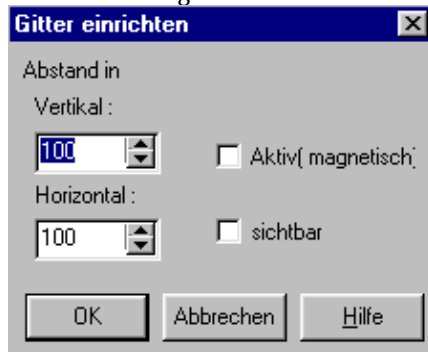 Gitter einrichten
Abstand in
Vertikal :
100
Aktiv( magnetisch)
Horizontal :
100
sichtbar
OK Abbrechen Hilfe